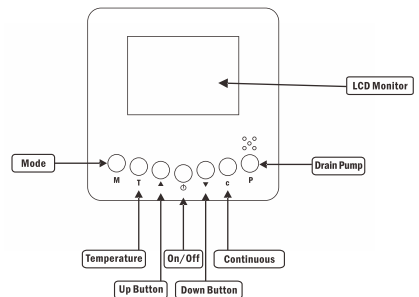 LCD Monitor
Mode
Drain Pump
M T ▲ ▼ c P
Temperature
On/Off
Continuous
Up Button
Down Button